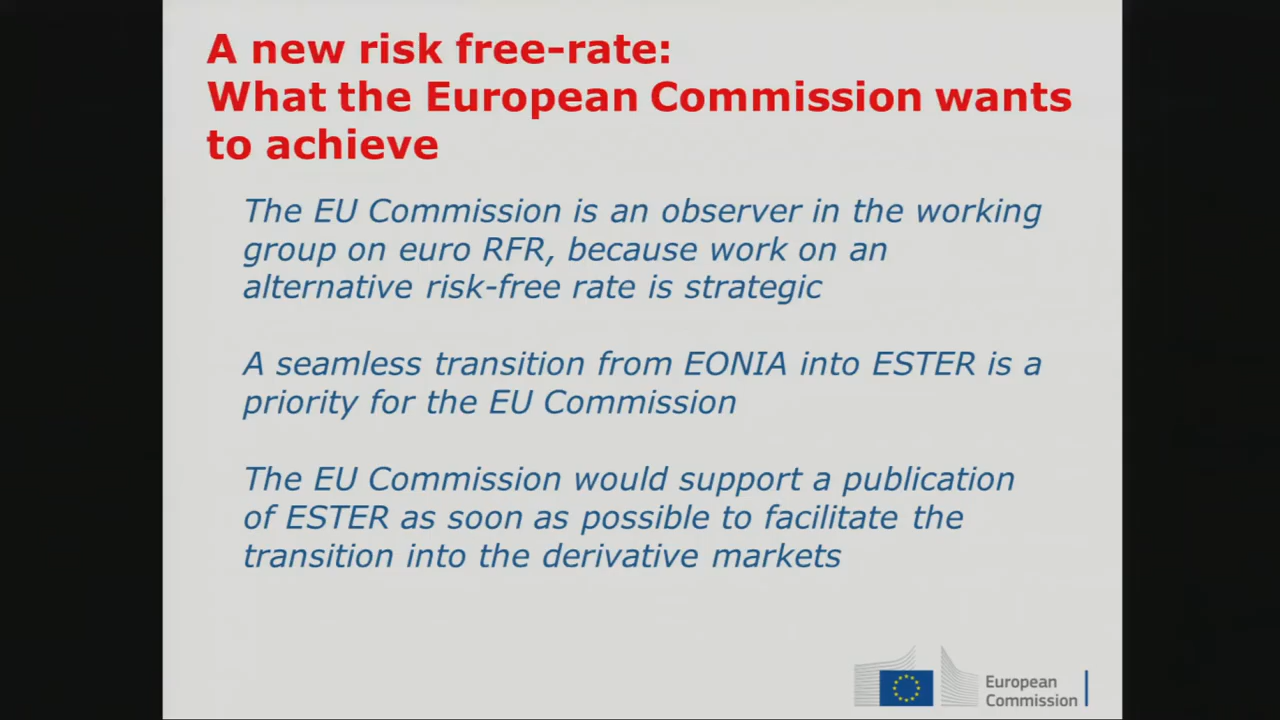 A new risk free-rate:
What the European Commission wants
to achieve
The EU Commission is an observer in the working
group on euro RFR, because work on an
alternative risk-free rate is strategic
A seamless transition from EONIA into ESTER is a
priority for the EU Commission
The EU Commission would support a publication
of ESTER as soon as possible to facilitate the
transition into the derivative markets
European
Commission